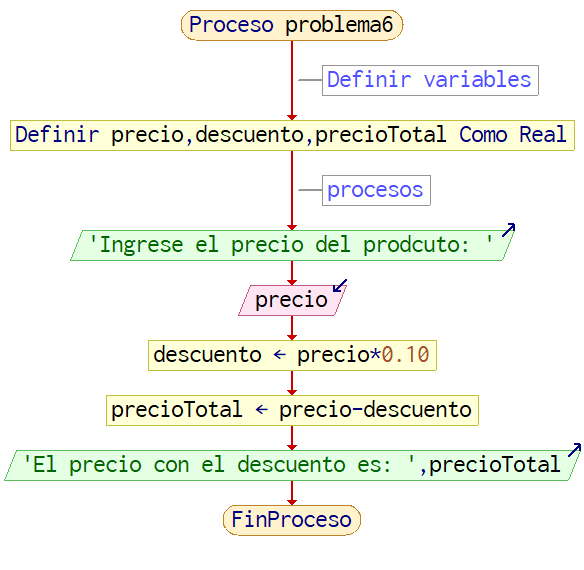 Proceso problema6
Definir variables
Definir precio,descuento,precioTotal Como Real
procesos
'Ingrese el precio del prodcuto: '
precio
descuento ← precio*0.10
precioTotal ← precio-descuento
'El precio con el descuento es: ',precioTotal
FinProceso